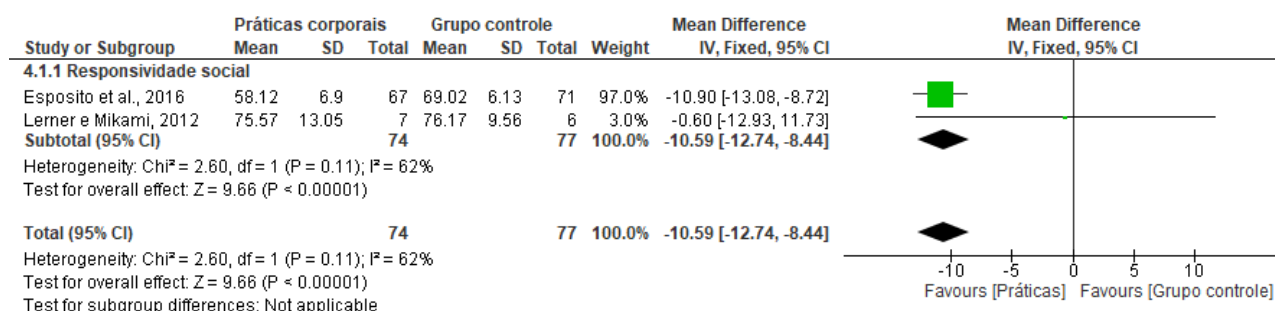 Práticas corporais Grupo controle Mean Difference Mean Difference
Study or Subgroup Mean SD Total Mean SD Total Weight IV, Fixed, 95% CI IV, Fixed, 95% CI
4.1.1 Responsividade social
Esposito et al., 2016 58.12 6.9 67 69.02 6.13 71 97.0% -10.90 [-13.08, -8.72]
Lerner e Mikami, 2012 75.57 13.05 7 76.17 9.56 6 3.0% -0.60 [-12.93, 11.73]
Subtotal (95% CI) 74 77 100.0% -10.59 [-12.74, -8.44]
Heterogeneity: Chi² = 2.60, df = 1 (P = 0.11); I² = 62%
Test for overall effect: Z = 9.66 (P < 0.00001)
Total (95% CI) 74 77 100.0% -10.59 [-12.74, -8.44]
Heterogeneity: Chi² = 2.60, df = 1 (P = 0.11); I² = 62%
Test for overall effect: Z = 9.66 (P < 0.00001)
Test for subgroup differences: Not applicable
-10 -5 0 5 10
Favours [Práticas] Favours [Grupo controle]